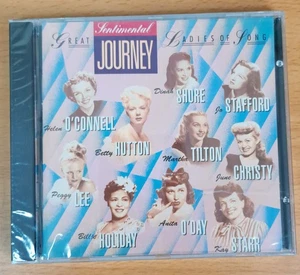 Sentimental
GREAT JOURNEY LADIES OF SONG
Dinah SHORE
Jo STAFFORD
Helen O'CONNELL
Betty HUTTON
Martha TILTON
June CHRISTY
Peggy LEE
Billie HOLIDAY
Anita O'DAY
Kay STARR